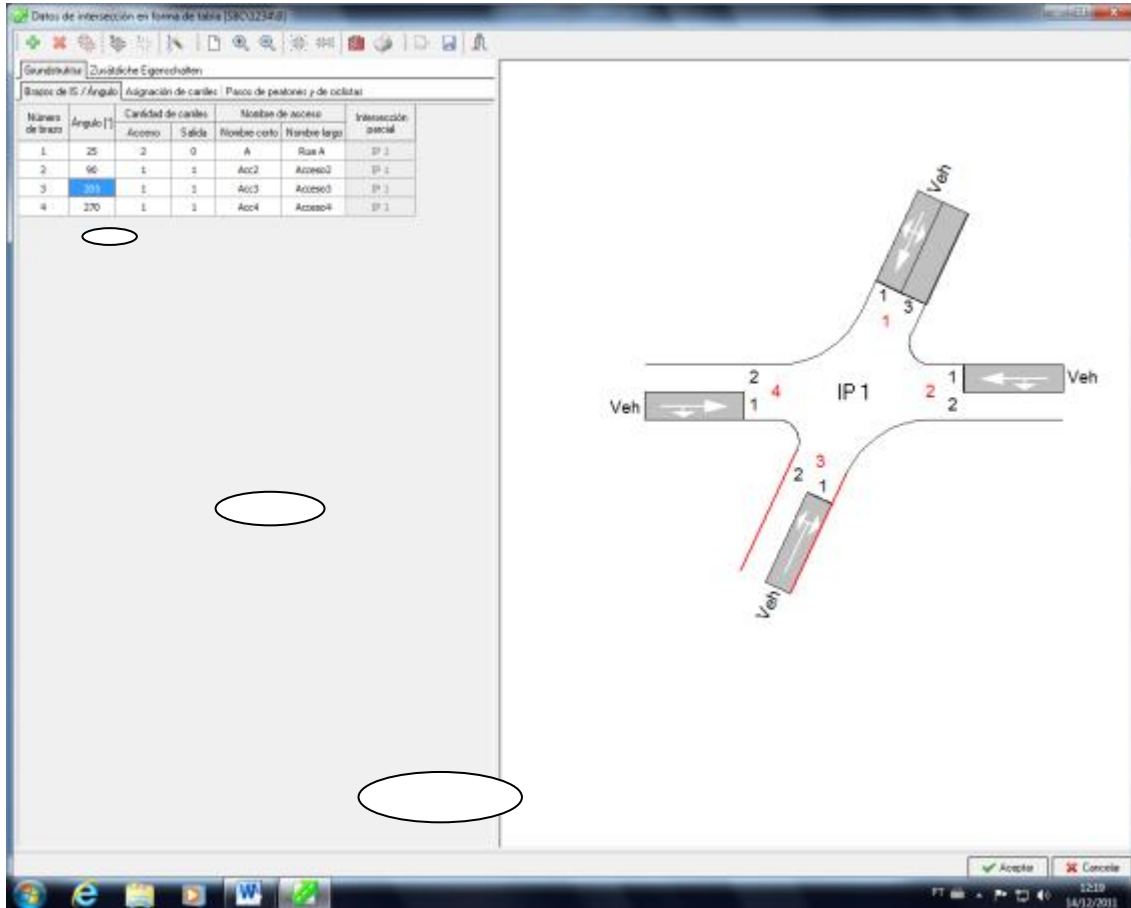 Datos de intersección en forma de tabla [SBC\1234\8]
Grundstruktur Zusätzliche Eigenschaften
Brazos de IS / Ángulo Asignación de carriles Pasos de peatones y de ciclistas
Número de brazo Ángulo [°] Cantidad de carriles Nombre de acceso Intersección parcial
Acceso Salida Nombre corto Nombre largo
1 25 2 0 A Rua A IP 1
2 90 1 1 Acc2 Acceso2 IP 1
3 1 1 Acc3 Acceso3 IP 1
4 270 1 1 Acc4 Acceso4 IP 1
Veh
1 3
1
2 1 Veh
4 IP 1 2
Veh 1 2
3
2 1
Veh
Aceptar Cancelar
PT 12:19
14/12/2011